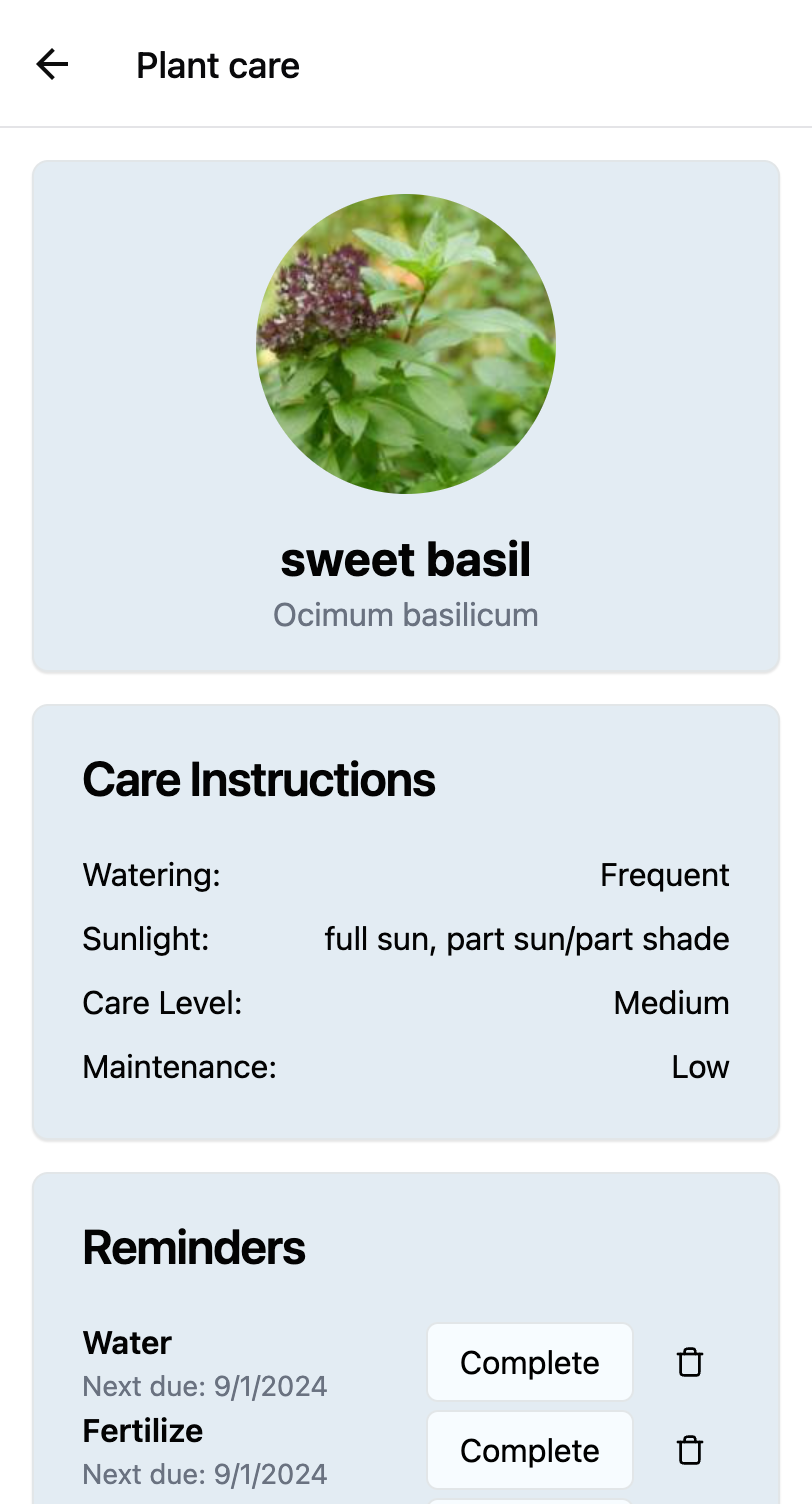 Plant care
sweet basil
Ocimum basilicum
Care Instructions
Watering: Frequent
Sunlight: full sun, part sun/part shade
Care Level: Medium
Maintenance: Low
Reminders
Water
Next due: 9/1/2024
Complete
Fertilize
Next due: 9/1/2024
Complete